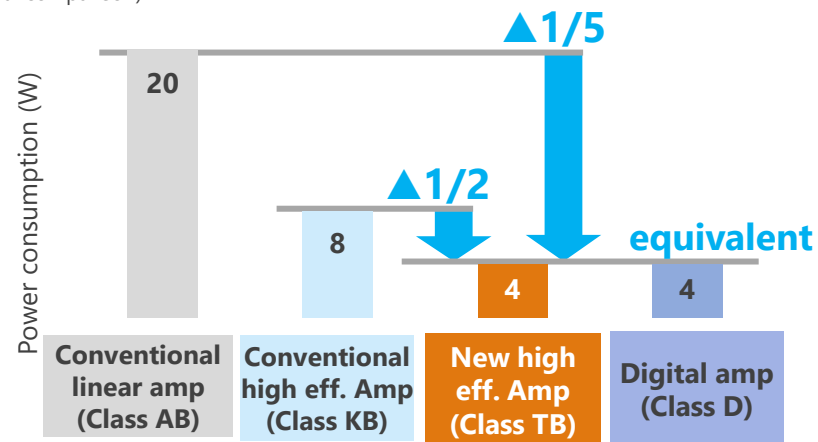 ▲1/5
20
▲1/2
8
equivalent
4
4
Power consumption (W)
Conventional
linear amp
(Class AB)
Conventional
high eff. Amp
(Class KB)
New high
eff. Amp
(Class TB)
Digital amp
(Class D)